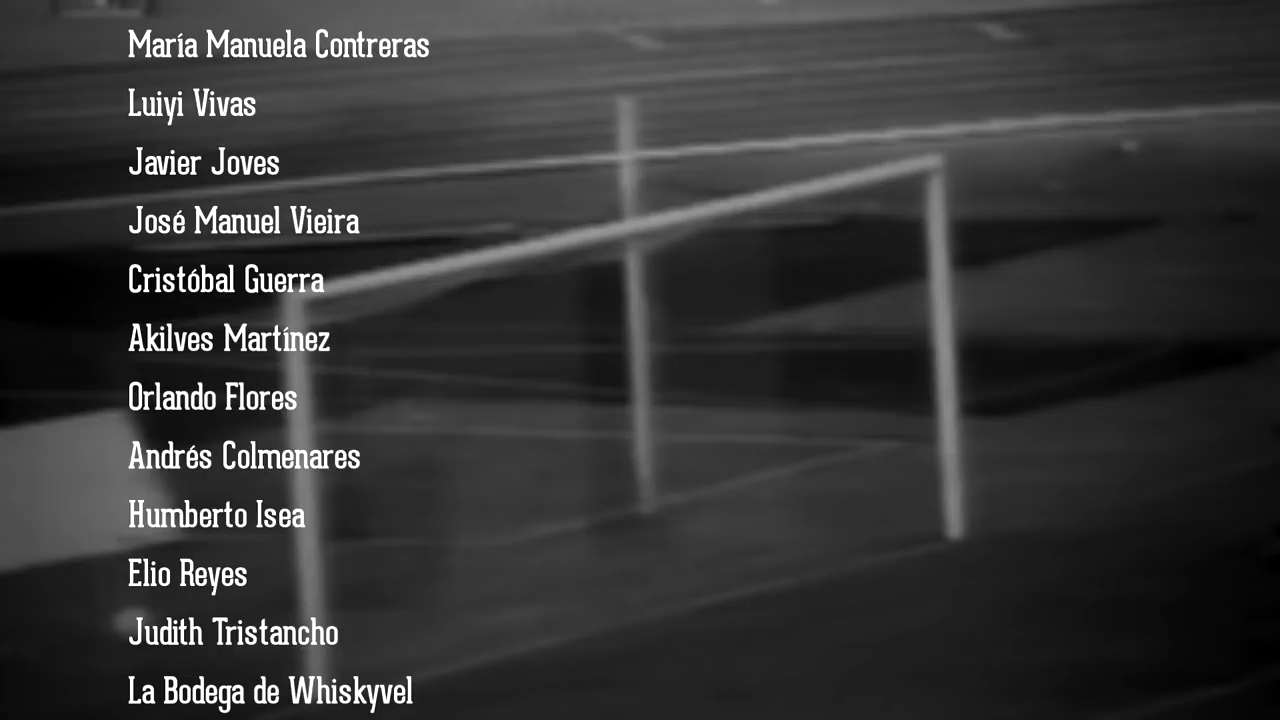 María Manuela Contreras
Luiyi Vivas
Javier Joves
José Manuel Vieira
Cristóbal Guerra
Akilves Martínez
Orlando Flores
Andrés Colmenares
Humberto Isea
Elio Reyes
Judith Tristancho
La Bodega de Whiskyvel